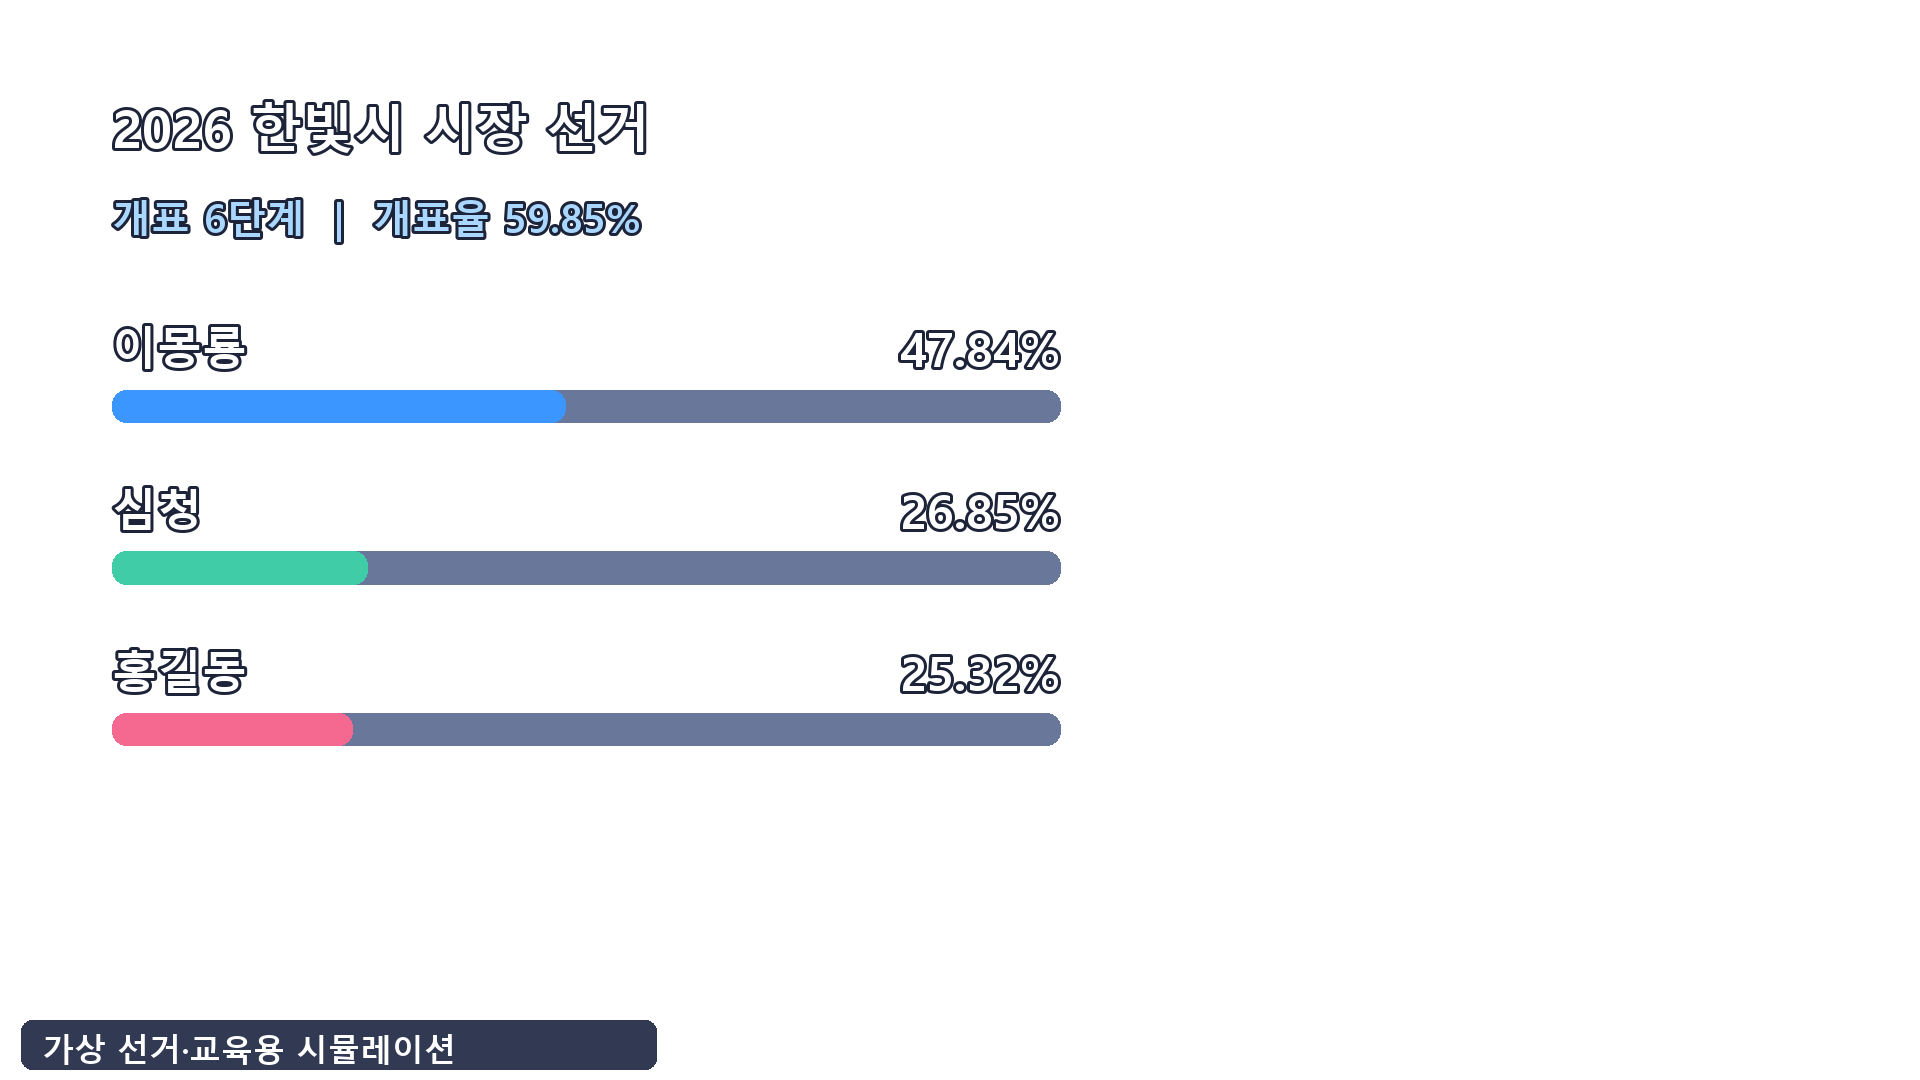 2026 한빛시 시장 선거
개표 6단계 | 개표율 59.85%
이몽룡 47.84%
심청 26.85%
홍길동 25.32%
가상 선거·교육용 시뮬레이션